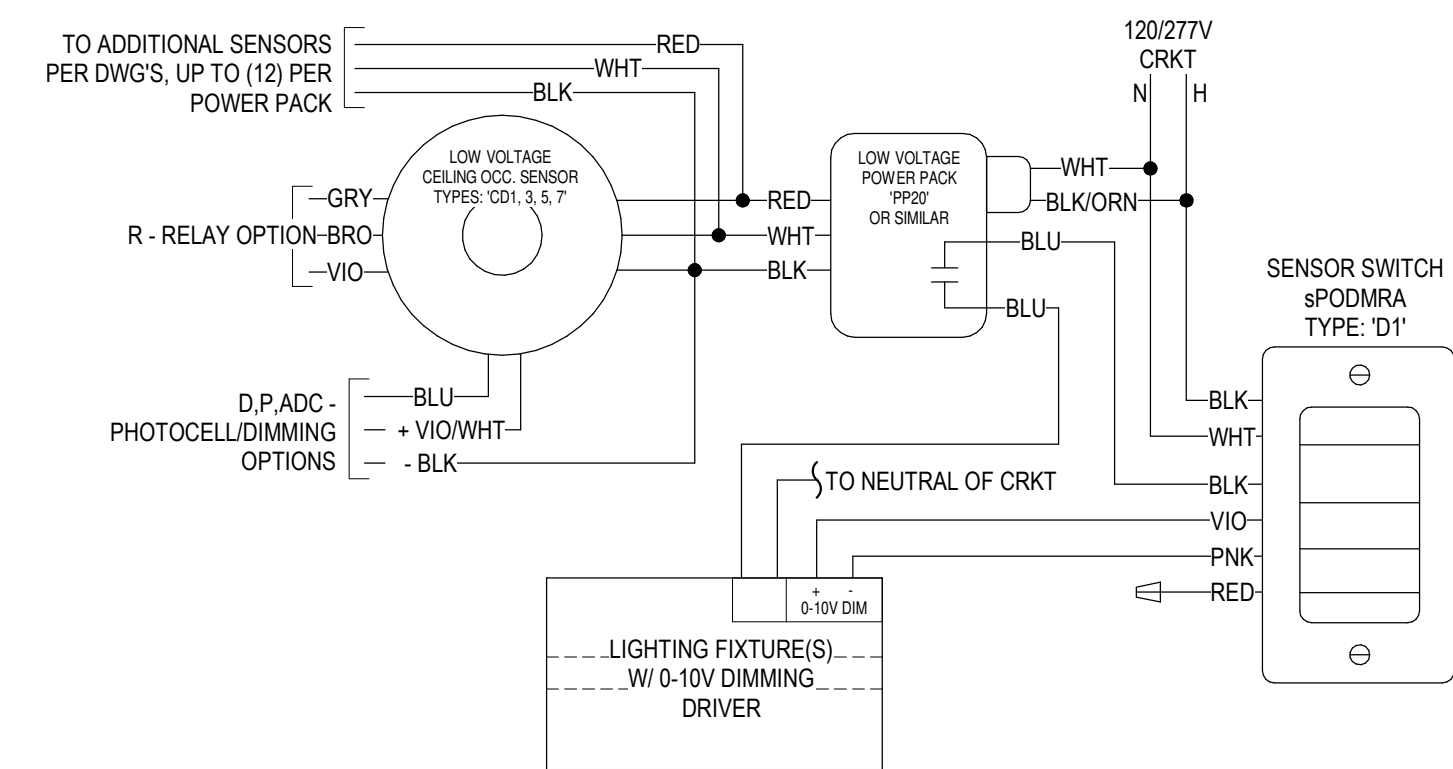 TO ADDITIONAL SENSORS
PER DWG'S, UP TO (12) PER
POWER PACK
RED
WHT
BLK
120/277V
CRKT
N
H
LOW VOLTAGE
CEILING OCC. SENSOR
TYPES: 'CD1, 3, 5, 7'
GRY
R - RELAY OPTION
BRO
VIO
RED
WHT
BLK
LOW VOLTAGE
POWER PACK
'PP20'
OR SIMILAR
WHT
BLK/ORN
BLU
BLU
SENSOR SWITCH
sPODMRA
TYPE: 'D1'
D,P,ADC -
PHOTOCELL/DIMMING
OPTIONS
BLU
+ VIO/WHT
- BLK
TO NEUTRAL OF CRKT
BLK
WHT
BLK
VIO
PNK
RED
+ -
0-10V DIM
LIGHTING FIXTURE(S)
W/ 0-10V DIMMING
DRIVER